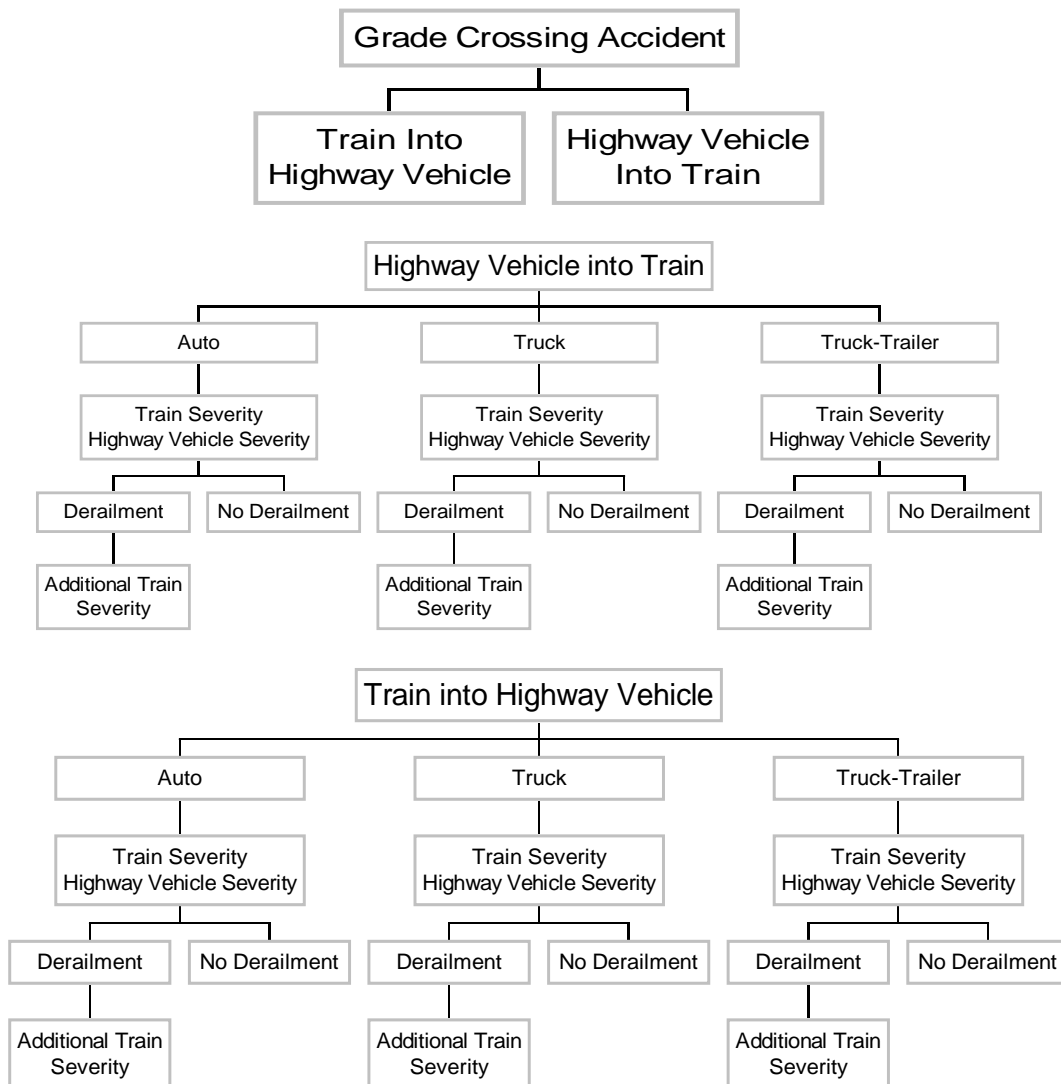 Grade Crossing Accident
Train Into
Highway Vehicle
Highway Vehicle
Into Train
Highway Vehicle into Train
Auto
Truck
Truck-Trailer
Train Severity
Highway Vehicle Severity
Train Severity
Highway Vehicle Severity
Train Severity
Highway Vehicle Severity
Derailment
No Derailment
Derailment
No Derailment
Derailment
No Derailment
Additional Train
Severity
Additional Train
Severity
Additional Train
Severity
Train into Highway Vehicle
Auto
Truck
Truck-Trailer
Train Severity
Highway Vehicle Severity
Train Severity
Highway Vehicle Severity
Train Severity
Highway Vehicle Severity
Derailment
No Derailment
Derailment
No Derailment
Derailment
No Derailment
Additional Train
Severity
Additional Train
Severity
Additional Train
Severity